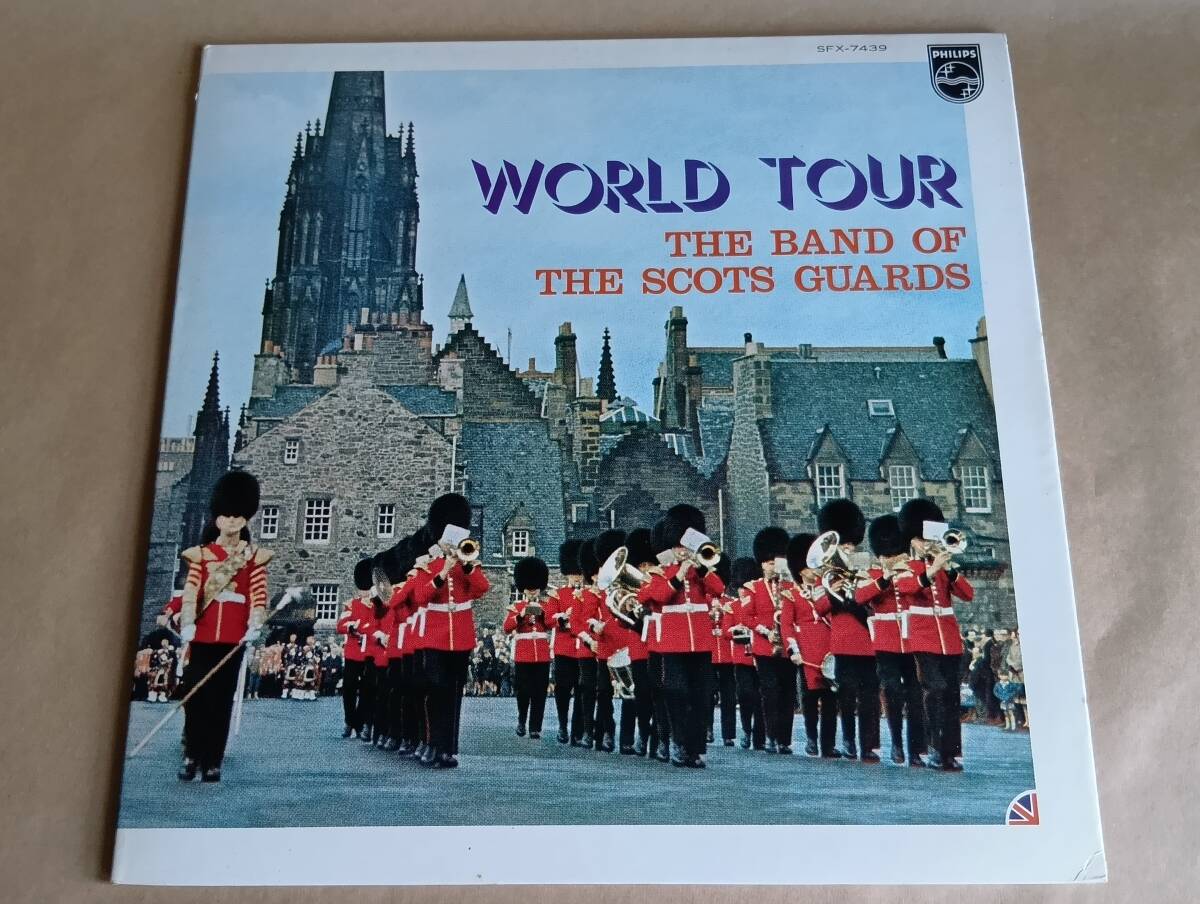 SFX-7439
PHILIPS
WORLD TOUR
THE BAND OF
THE SCOTS GUARDS